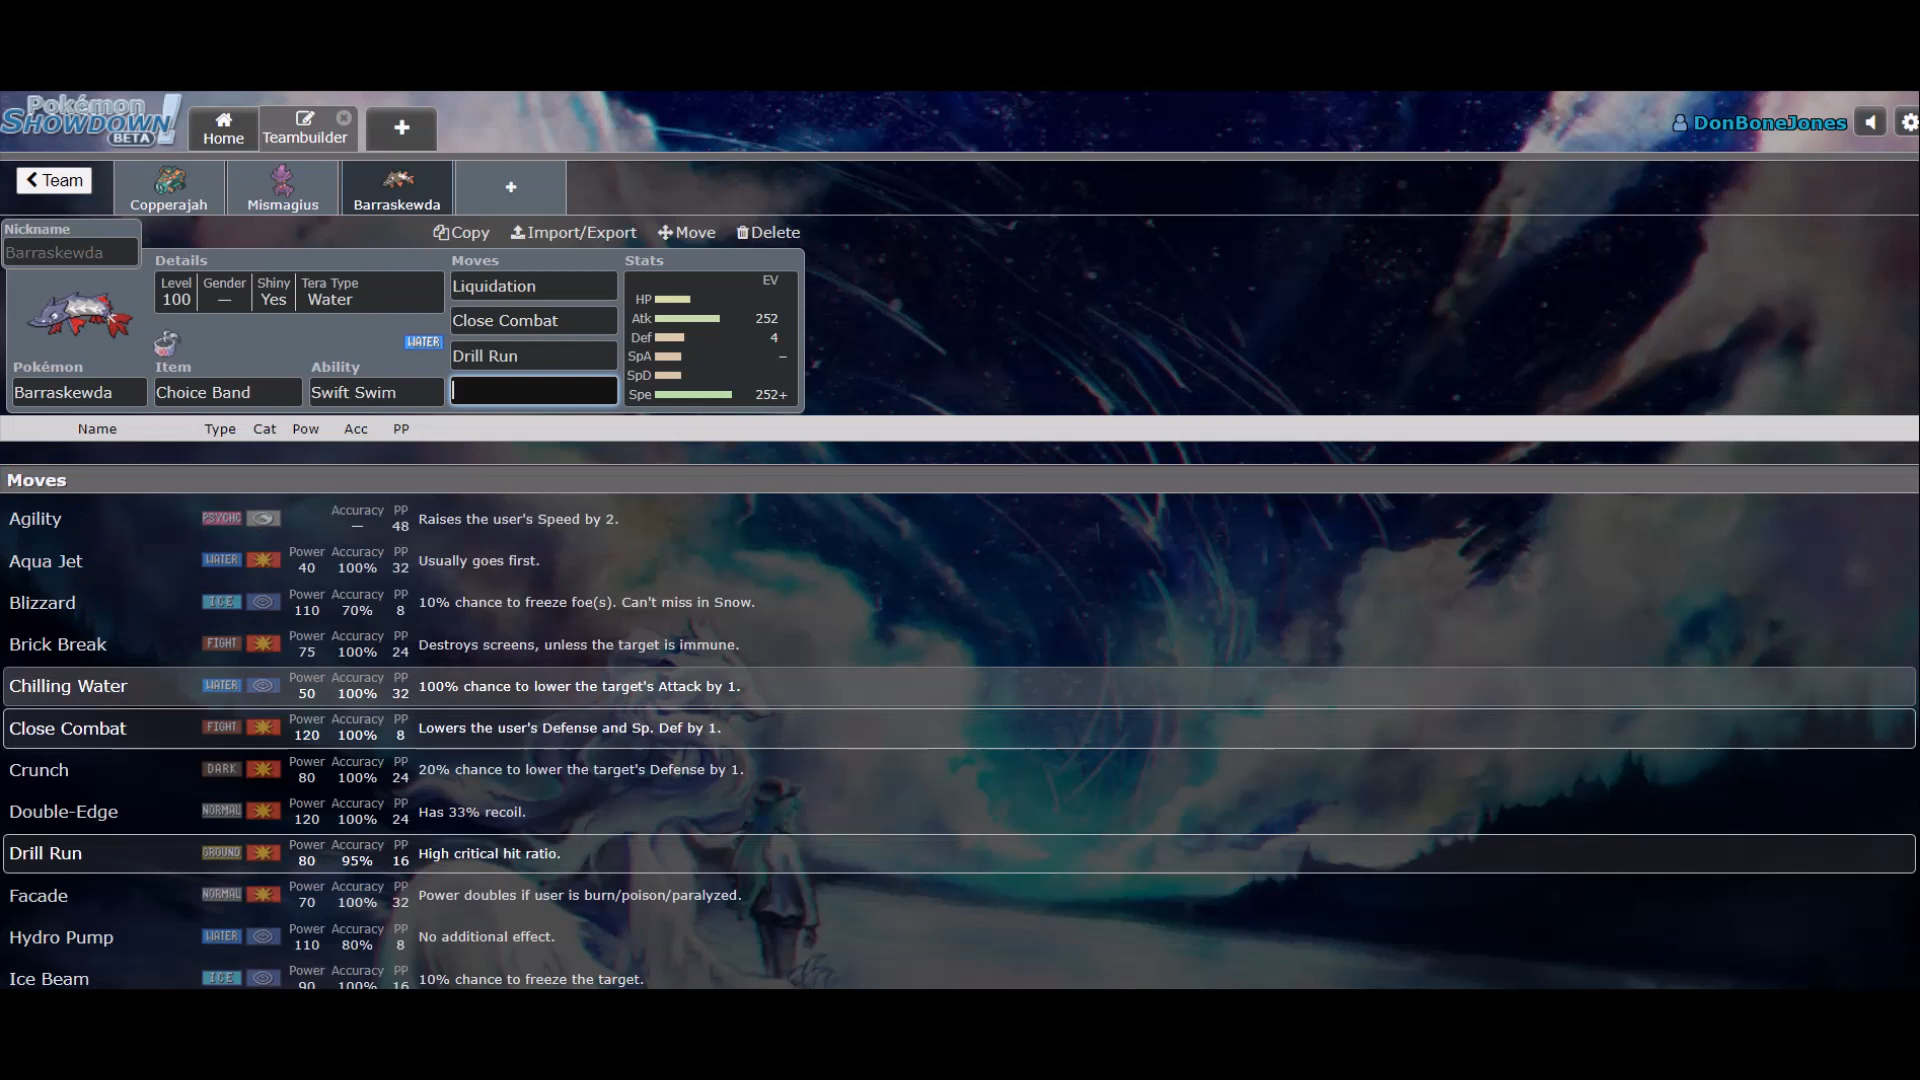 Pokémon
SHOWDOWN!
BETA
Home
Teambuilder
+
DonBoneJones
Team
Copperajah
Mismagius
Barraskewda
+
Nickname
Barraskewda
Copy Import/Export Move Delete
Details
Level Gender Shiny Tera Type
100 — Yes Water
WATER
Pokémon Item Ability
Barraskewda Choice Band Swift Swim
Moves
Liquidation
Close Combat
Drill Run
Stats
EV
HP
Atk 252
Def 4
SpA –
SpD
Spe 252+
Name Type Cat Pow Acc PP
Moves
Agility PSYCHC Accuracy — PP 48 Raises the user's Speed by 2.
Aqua Jet WATER Power 40 Accuracy 100% PP 32 Usually goes first.
Blizzard ICE Power 110 Accuracy 70% PP 8 10% chance to freeze foe(s). Can't miss in Snow.
Brick Break FIGHT Power 75 Accuracy 100% PP 24 Destroys screens, unless the target is immune.
Chilling Water WATER Power 50 Accuracy 100% PP 32 100% chance to lower the target's Attack by 1.
Close Combat FIGHT Power 120 Accuracy 100% PP 8 Lowers the user's Defense and Sp. Def by 1.
Crunch DARK Power 80 Accuracy 100% PP 24 20% chance to lower the target's Defense by 1.
Double-Edge NORMAL Power 120 Accuracy 100% PP 24 Has 33% recoil.
Drill Run GROUND Power 80 Accuracy 95% PP 16 High critical hit ratio.
Facade NORMAL Power 70 Accuracy 100% PP 32 Power doubles if user is burn/poison/paralyzed.
Hydro Pump WATER Power 110 Accuracy 80% PP 8 No additional effect.
Ice Beam ICE Power 90 Accuracy 100% PP 16 10% chance to freeze the target.